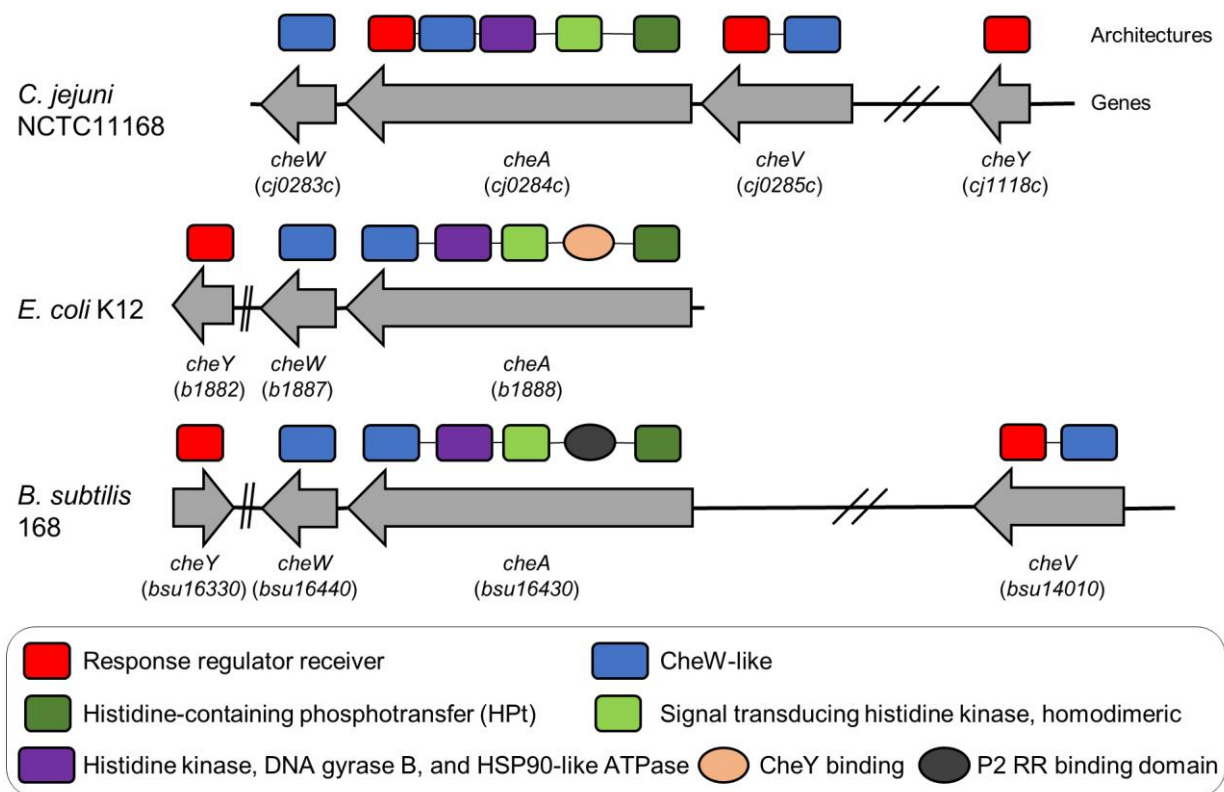 Architectures
C. jejuni
NCTC11168
Genes
cheW
(cj0283c)
cheA
(cj0284c)
cheV
(cj0285c)
cheY
(cj1118c)
E. coli K12
cheY
(b1882)
cheW
(b1887)
cheA
(b1888)
B. subtilis
168
cheY
(bsu16330)
cheW
(bsu16440)
cheA
(bsu16430)
cheV
(bsu14010)
Response regulator receiver
CheW-like
Histidine-containing phosphotransfer (HPt)
Signal transducing histidine kinase, homodimeric
Histidine kinase, DNA gyrase B, and HSP90-like ATPase
CheY binding
P2 RR binding domain